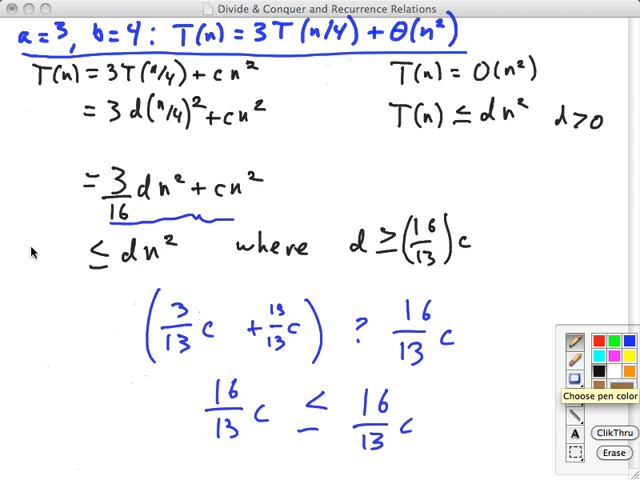 Divide & Conquer and Recurrence Relations
a=3, b=4: T(n) = 3T(n/4) + Θ(n²)
T(n) = 3T(n/4) + cn²
T(n) = O(n²)
= 3d(n/4)² + cn²
T(n) ≤ dn² d>0
= 3/16 dn² + cn²
≤ dn² where d ≥ (16/13)c
(3/13 c + 13/13 c) ? 16/13 c
16/13 c ≤ 16/13 c
Choose pen color
ClikThru
A
Erase